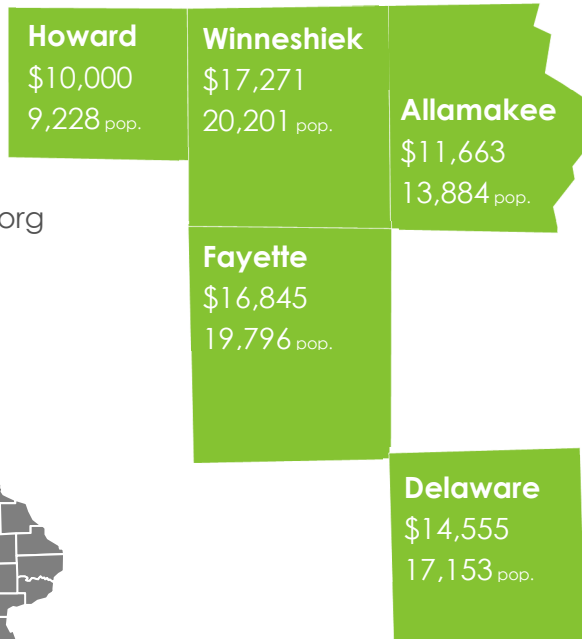 Howard
$10,000
9,228 pop.
Winneshiek
$17,271
20,201 pop.
Allamakee
$11,663
13,884 pop.
org
Fayette
$16,845
19,796 pop.
Delaware
$14,555
17,153 pop.